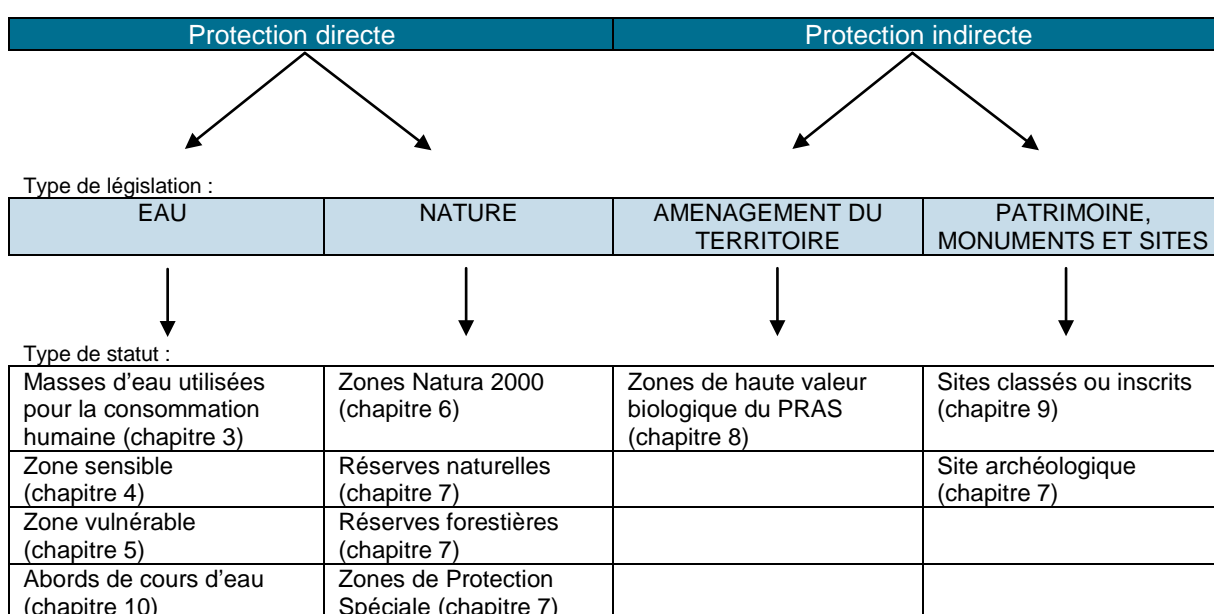 Protection directe
Protection indirecte
Type de législation :
EAU
NATURE
AMENAGEMENT DU
TERRITOIRE
PATRIMOINE,
MONUMENTS ET SITES
Type de statut :
Masses d'eau utilisées
pour la consommation
humaine (chapitre 3)
Zones Natura 2000
(chapitre 6)
Zones de haute valeur
biologique du PRAS
(chapitre 8)
Sites classés ou inscrits
(chapitre 9)
Zone sensible
(chapitre 4)
Réserves naturelles
(chapitre 7)
Site archéologique
(chapitre 7)
Zone vulnérable
(chapitre 5)
Réserves forestières
(chapitre 7)
Abords de cours d'eau
(chapitre 10)
Zones de Protection
Spéciale (chapitre 7)